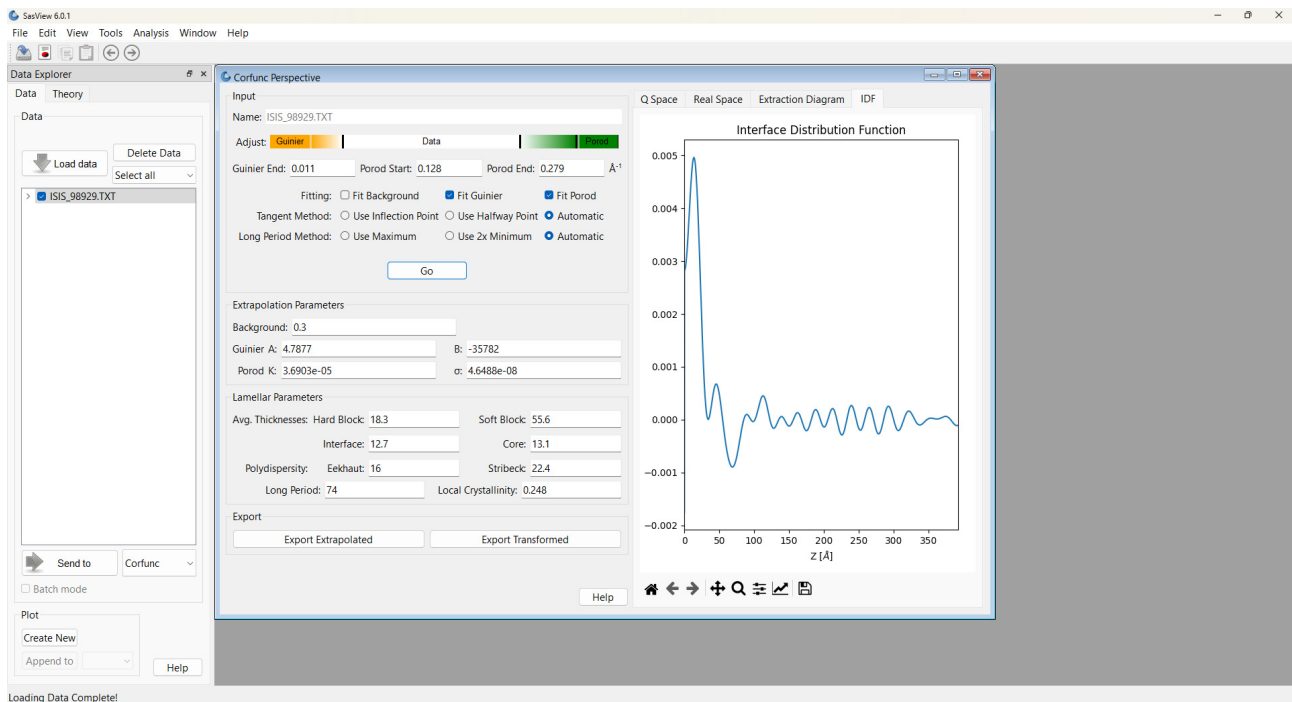 SasView 6.0.1
File Edit View Tools Analysis Window Help
Data Explorer
Data Theory
Data
Load data
Delete Data
Select all
ISIS_98929.TXT
Send to
Corfunc
Batch mode
Plot
Create New
Append to
Help
Loading Data Complete!
Corfunc Perspective
Input
Name: ISIS_98929.TXT
Adjust: Guinier Data Porod
Guinier End: 0.011 Porod Start: 0.128 Porod End: 0.279 Å⁻¹
Fitting: Fit Background Fit Guinier Fit Porod
Tangent Method: Use Inflection Point Use Halfway Point Automatic
Long Period Method: Use Maximum Use 2x Minimum Automatic
Go
Extrapolation Parameters
Background: 0.3
Guinier A: 4.7877 B: -35782
Porod K: 3.6903e-05 σ: 4.6488e-08
Lamellar Parameters
Avg. Thicknesses: Hard Block: 18.3 Soft Block: 55.6
Interface: 12.7 Core: 13.1
Polydispersity: Eekhaut: 16 Stribeck: 22.4
Long Period: 74 Local Crystallinity: 0.248
Export
Export Extrapolated Export Transformed
Help
Q Space Real Space Extraction Diagram IDF
Interface Distribution Function
0.005
0.004
0.003
0.002
0.001
0.000
−0.001
−0.002
0 50 100 150 200 250 300 350
Z [Å]